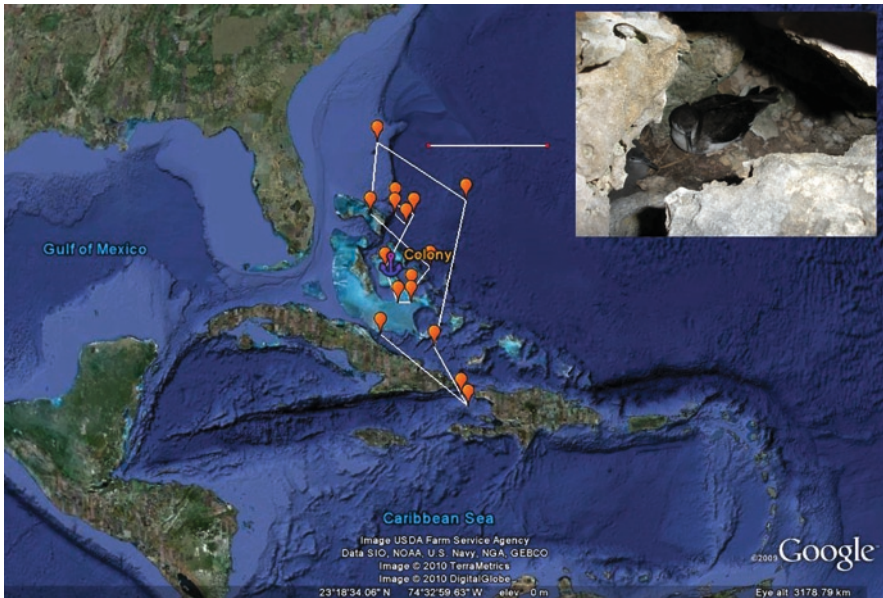 Gulf of Mexico
Colony
Caribbean Sea
Image USDA Farm Service Agency
Data SIO, NOAA, U.S. Navy, NGA, GEBCO
Image © 2010 TerraMetrics
Image © 2010 DigitalGlobe
©2009 Google™
23°18'34.06" N 74°32'59.63" W elev 0 m
Eye alt 3178.79 km